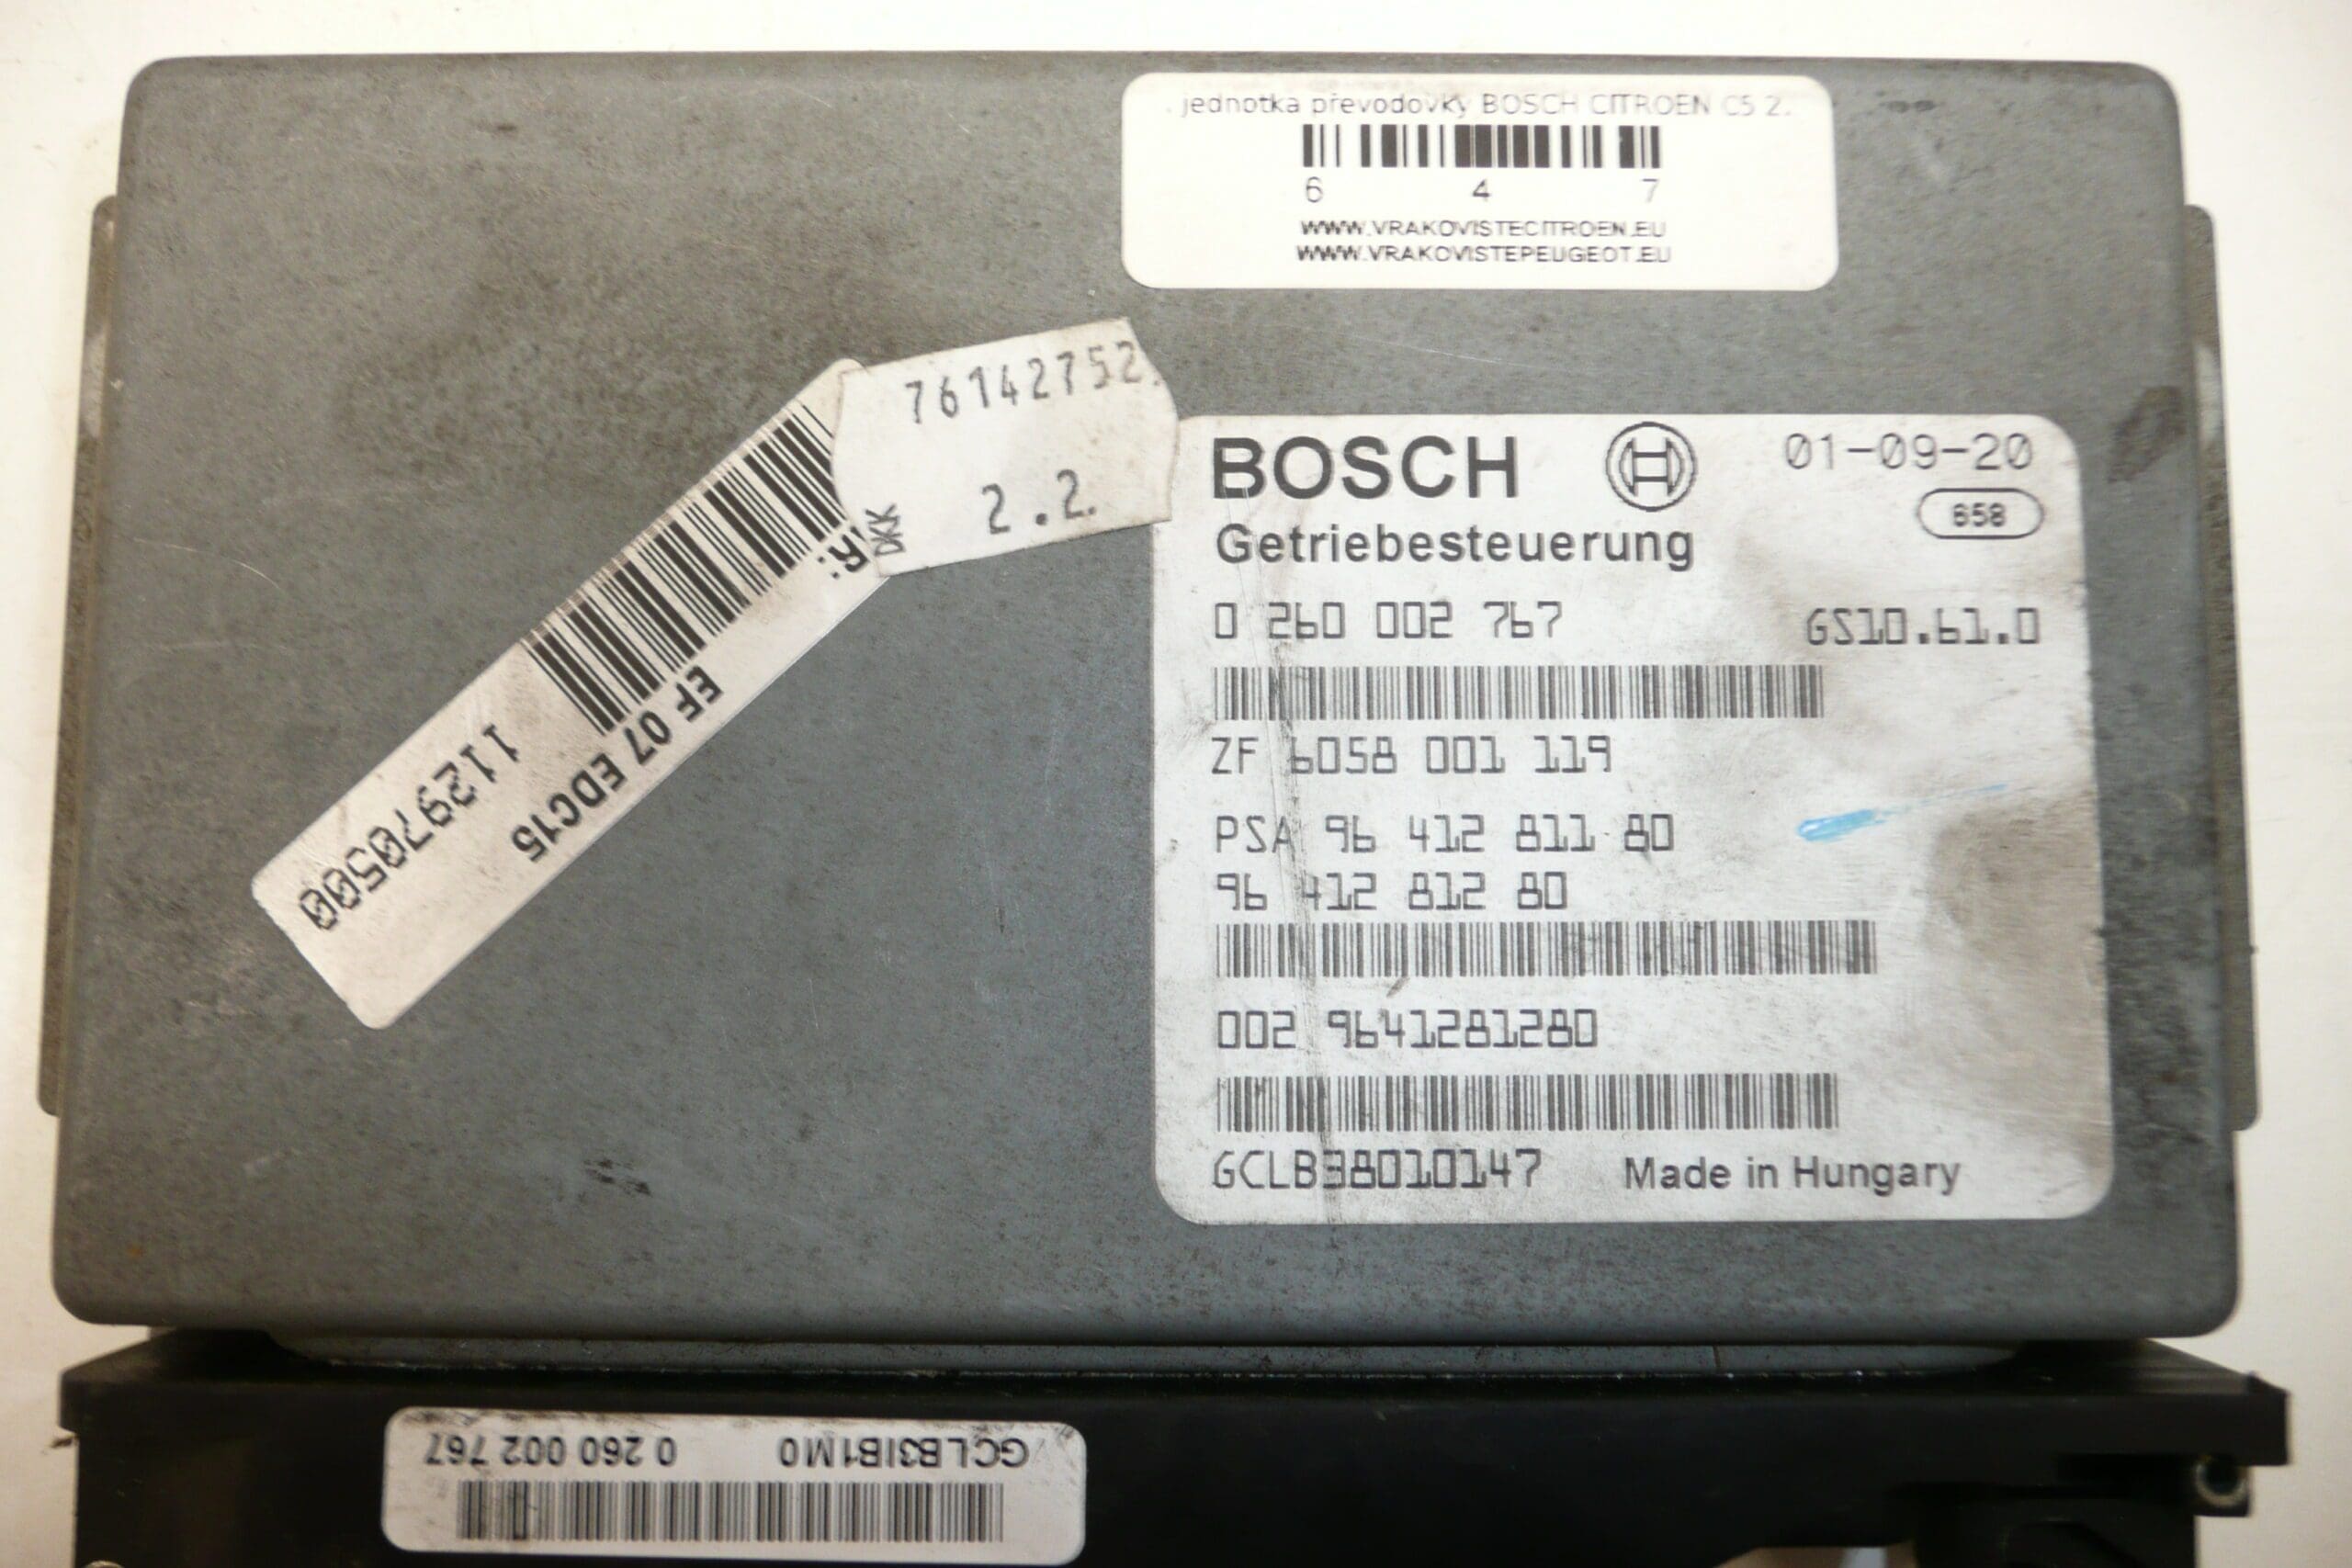 jednotka převodovky BOSCH CITROEN C5 2.
6 4 7
WWW.VRAKOVISTECITROEN.EU
WWW.VRAKOVISTEPEUGEOT.EU
76142752
2.2.
DKK
R:
EF 07 EDC15
1129970500
BOSCH 01-09-20
658
Getriebesteuerung
0 260 002 767 GS10.61.0
ZF 6058 001 119
PSA 96 412 811 80
96 412 812 80
002 9641281280
GCLB38010147 Made in Hungary
GCLB3IB1M0 0 260 002 767